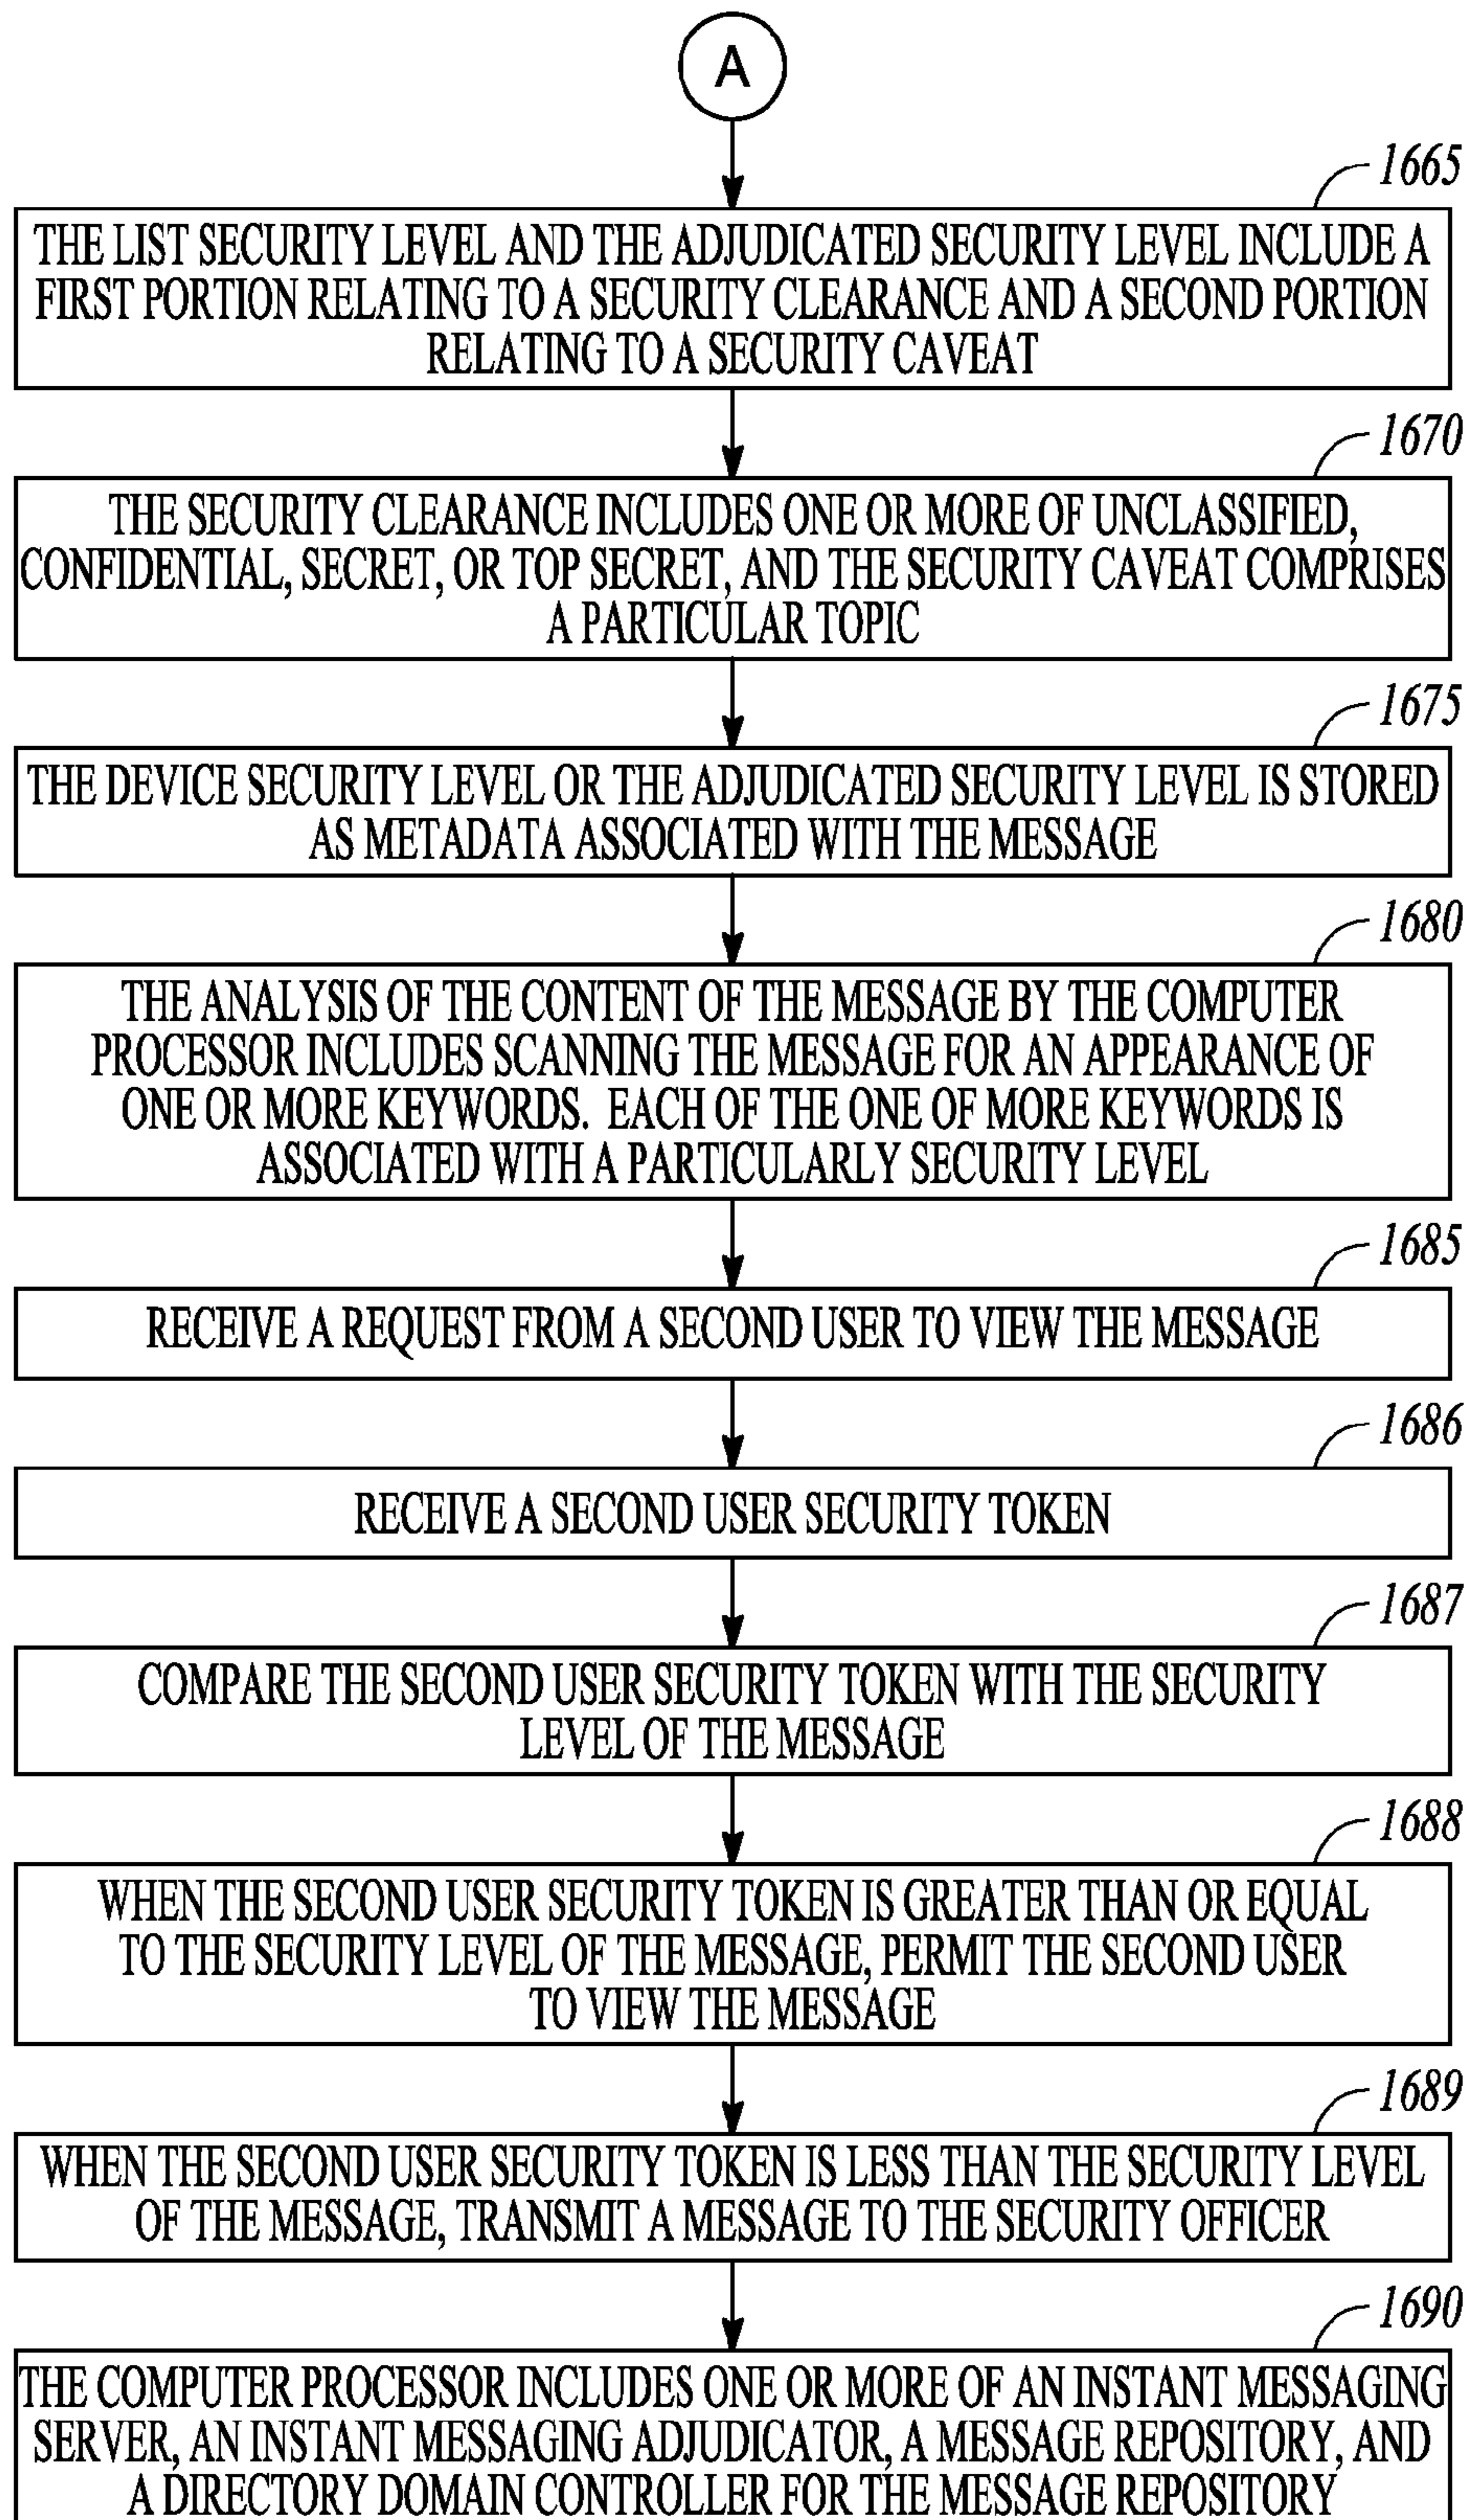 A
1665
THE LIST SECURITY LEVEL AND THE ADJUDICATED SECURITY LEVEL INCLUDE A
FIRST PORTION RELATING TO A SECURITY CLEARANCE AND A SECOND PORTION
RELATING TO A SECURITY CAVEAT
1670
THE SECURITY CLEARANCE INCLUDES ONE OR MORE OF UNCLASSIFIED,
CONFIDENTIAL, SECRET, OR TOP SECRET, AND THE SECURITY CAVEAT COMPRISES
A PARTICULAR TOPIC
1675
THE DEVICE SECURITY LEVEL OR THE ADJUDICATED SECURITY LEVEL IS STORED
AS METADATA ASSOCIATED WITH THE MESSAGE
1680
THE ANALYSIS OF THE CONTENT OF THE MESSAGE BY THE COMPUTER
PROCESSOR INCLUDES SCANNING THE MESSAGE FOR AN APPEARANCE OF
ONE OR MORE KEYWORDS. EACH OF THE ONE OF MORE KEYWORDS IS
ASSOCIATED WITH A PARTICULARLY SECURITY LEVEL
1685
RECEIVE A REQUEST FROM A SECOND USER TO VIEW THE MESSAGE
1686
RECEIVE A SECOND USER SECURITY TOKEN
1687
COMPARE THE SECOND USER SECURITY TOKEN WITH THE SECURITY
LEVEL OF THE MESSAGE
1688
WHEN THE SECOND USER SECURITY TOKEN IS GREATER THAN OR EQUAL
TO THE SECURITY LEVEL OF THE MESSAGE, PERMIT THE SECOND USER
TO VIEW THE MESSAGE
1689
WHEN THE SECOND USER SECURITY TOKEN IS LESS THAN THE SECURITY LEVEL
OF THE MESSAGE, TRANSMIT A MESSAGE TO THE SECURITY OFFICER
1690
THE COMPUTER PROCESSOR INCLUDES ONE OR MORE OF AN INSTANT MESSAGING
SERVER, AN INSTANT MESSAGING ADJUDICATOR, A MESSAGE REPOSITORY, AND
A DIRECTORY DOMAIN CONTROLLER FOR THE MESSAGE REPOSITORY